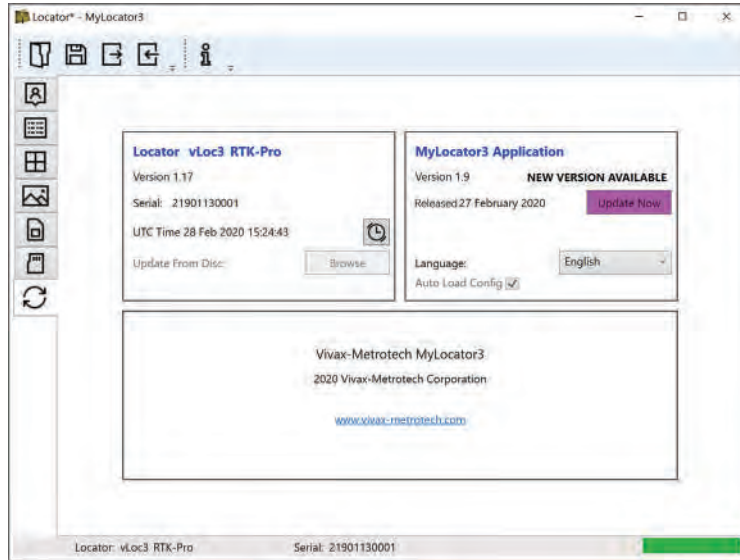 Locator* - MyLocator3
Locator vLoc3 RTK-Pro
Version 1.17
Serial: 21901130001
UTC Time 28 Feb 2020 15:24:43
Update From Disc:
Browse
MyLocator3 Application
Version 1.9 NEW VERSION AVAILABLE
Released:27 February 2020 Update Now
Language: English
Auto Load Config
Vivax-Metrotech MyLocator3
2020 Vivax-Metrotech Corporation
www.vivax-metrotech.com
Locator: vLoc3 RTK-Pro Serial: 21901130001